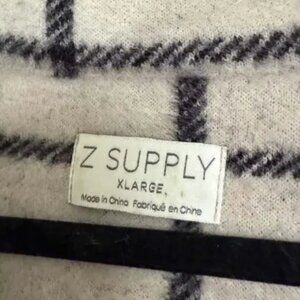 Z SUPPLY
XLARGE
Made in China Fabriqué en Chine